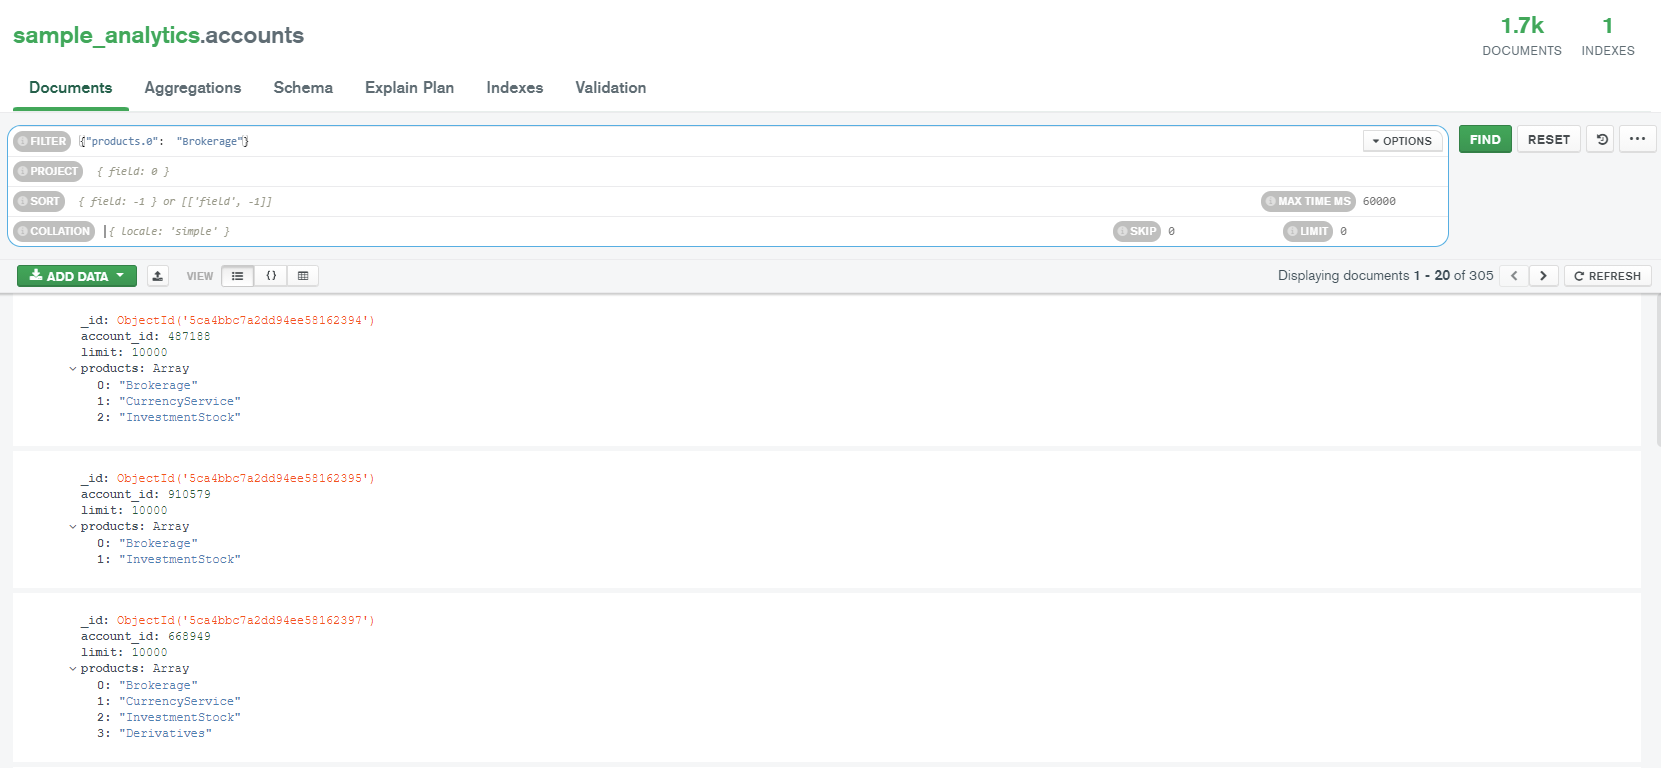 sample_analytics.accounts
1.7k
DOCUMENTS
1
INDEXES
Documents Aggregations Schema Explain Plan Indexes Validation
FILTER {"products.0": "Brokerage"} OPTIONS FIND RESET
PROJECT { field: 0 }
SORT { field: -1 } or [['field', -1]] MAX TIME MS 60000
COLLATION { locale: 'simple' } SKIP 0 LIMIT 0
ADD DATA VIEW {} Displaying documents 1 - 20 of 305 REFRESH
_id: ObjectId('5ca4bbc7a2dd94ee58162394')
account_id: 487188
limit: 10000
products: Array
0: "Brokerage"
1: "CurrencyService"
2: "InvestmentStock"
_id: ObjectId('5ca4bbc7a2dd94ee58162395')
account_id: 910579
limit: 10000
products: Array
0: "Brokerage"
1: "InvestmentStock"
_id: ObjectId('5ca4bbc7a2dd94ee58162397')
account_id: 668949
limit: 10000
products: Array
0: "Brokerage"
1: "CurrencyService"
2: "InvestmentStock"
3: "Derivatives"